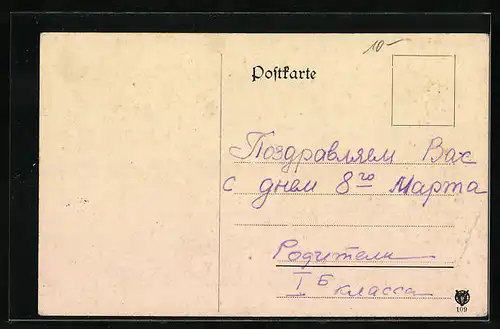 10 -
Postkarte
Поздравляем Вас
с днем 8го Марта
Родители
I Б класса
109